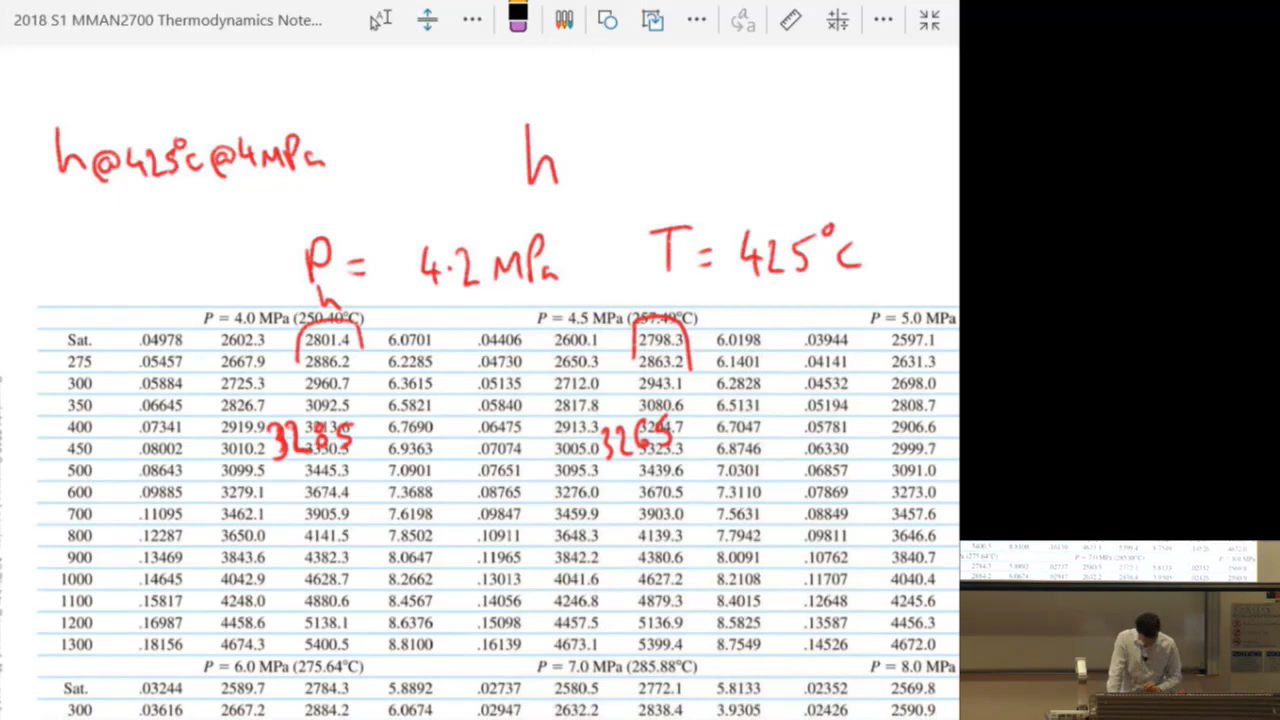 2018 S1 MMAN2700 Thermodynamics Note...
h@425°C@4MPa h
P = 4.2 MPa T = 425°C
h
P = 4.0 MPa (250.40°C) P = 4.5 MPa (257.49°C) P = 5.0 MPa
Sat. .04978 2602.3 2801.4 6.0701 .04406 2600.1 2798.3 6.0198 .03944 2597.1
275 .05457 2667.9 2886.2 6.2285 .04730 2650.3 2863.2 6.1401 .04141 2631.3
300 .05884 2725.3 2960.7 6.3615 .05135 2712.0 2943.1 6.2828 .04532 2698.0
350 .06645 2826.7 3092.5 6.5821 .05840 2817.8 3080.6 6.5131 .05194 2808.7
400 .07341 2919.9 6.7690 .06475 2913.3 3204.7 6.7047 .05781 2906.6
3285 3265
450 .08002 3010.2 6.9363 .07074 3005.0 6.8746 .06330 2999.7
500 .08643 3099.5 3445.3 7.0901 .07651 3095.3 3439.6 7.0301 .06857 3091.0
600 .09885 3279.1 3674.4 7.3688 .08765 3276.0 3670.5 7.3110 .07869 3273.0
700 .11095 3462.1 3905.9 7.6198 .09847 3459.9 3903.0 7.5631 .08849 3457.6
800 .12287 3650.0 4141.5 7.8502 .10911 3648.3 4139.3 7.7942 .09811 3646.6
900 .13469 3843.6 4382.3 8.0647 .11965 3842.2 4380.6 8.0091 .10762 3840.7
1000 .14645 4042.9 4628.7 8.2662 .13013 4041.6 4627.2 8.2108 .11707 4040.4
1100 .15817 4248.0 4880.6 8.4567 .14056 4246.8 4879.3 8.4015 .12648 4245.6
1200 .16987 4458.6 5138.1 8.6376 .15098 4457.5 5136.9 8.5825 .13587 4456.3
1300 .18156 4674.3 5400.5 8.8100 .16139 4673.1 5399.4 8.7549 .14526 4672.0
P = 6.0 MPa (275.64°C) P = 7.0 MPa (285.88°C) P = 8.0 MPa
Sat. .03244 2589.7 2784.3 5.8892 .02737 2580.5 2772.1 5.8133 .02352 2569.8
300 .03616 2667.2 2884.2 6.0674 .02947 2632.2 2838.4 3.9305 .02426 2590.9